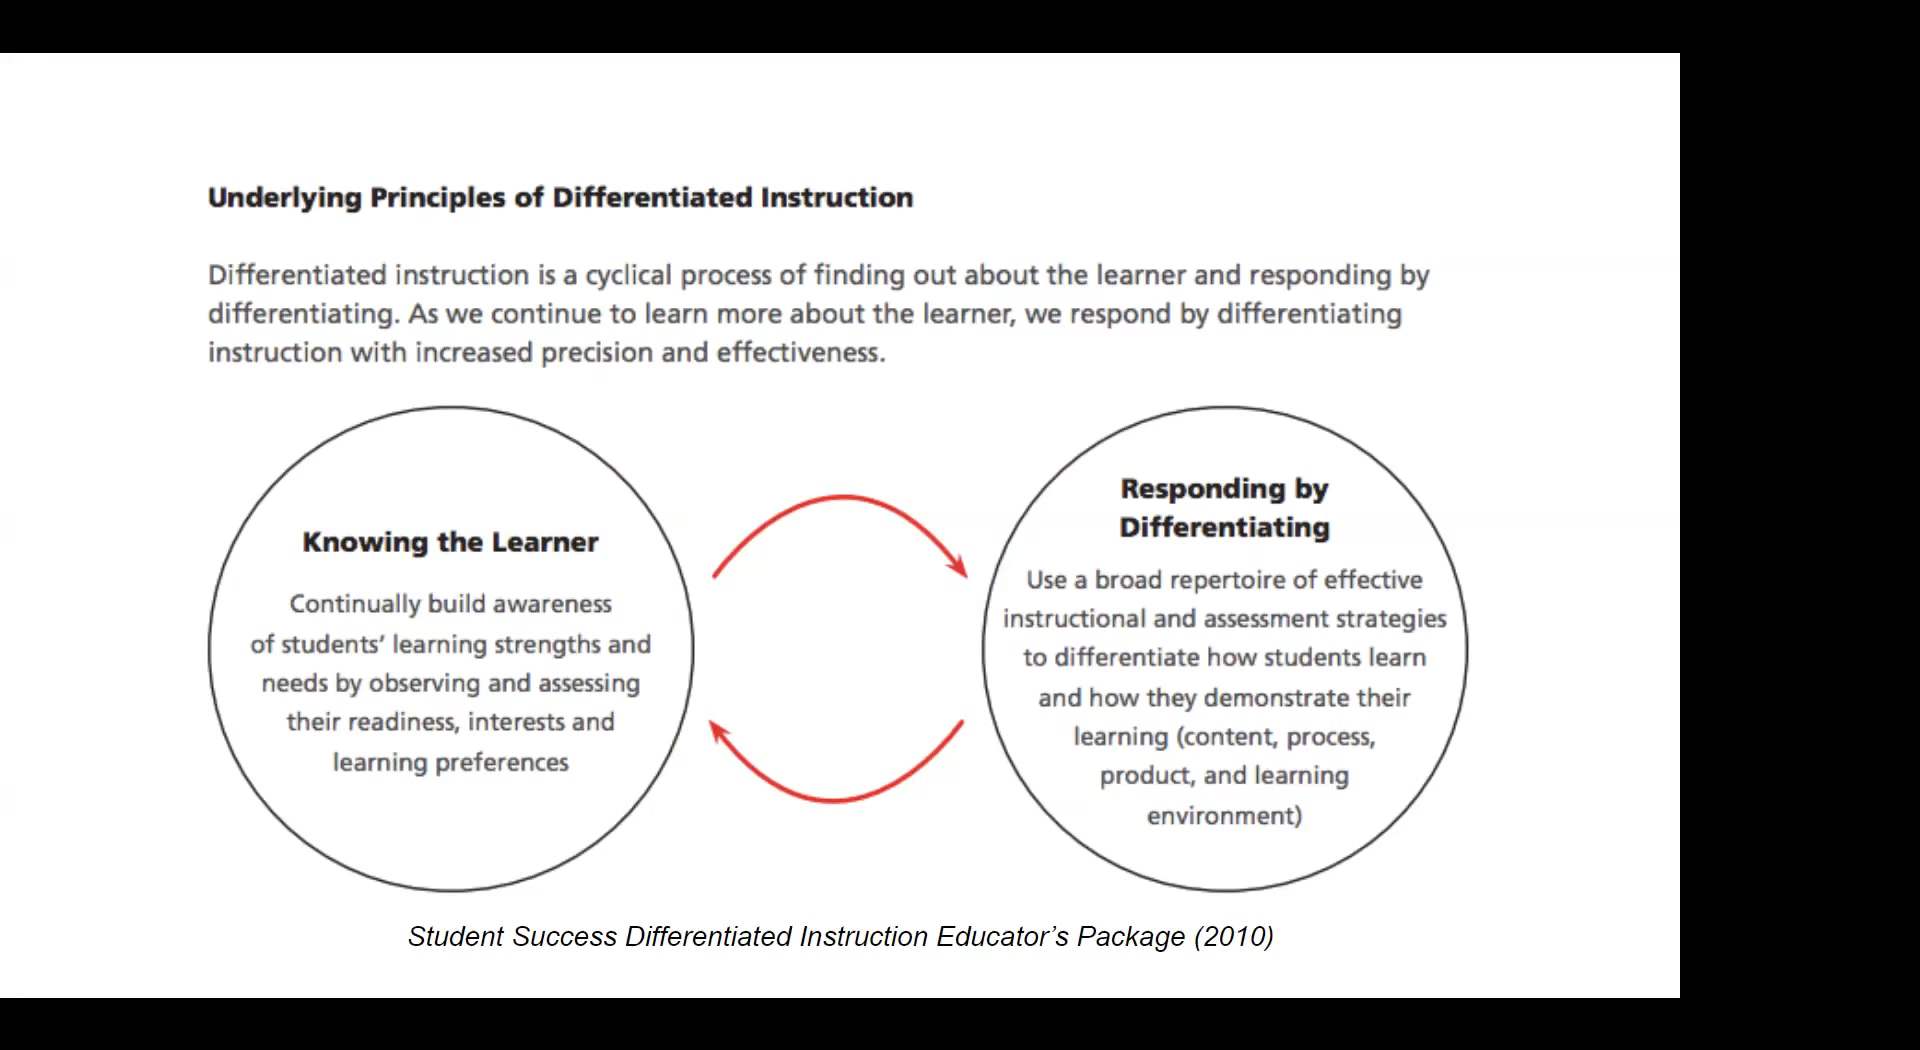 Underlying Principles of Differentiated Instruction
Differentiated instruction is a cyclical process of finding out about the learner and responding by
differentiating. As we continue to learn more about the learner, we respond by differentiating
instruction with increased precision and effectiveness.
Knowing the Learner
Continually build awareness
of students’ learning strengths and
needs by observing and assessing
their readiness, interests and
learning preferences
Responding by
Differentiating
Use a broad repertoire of effective
instructional and assessment strategies
to differentiate how students learn
and how they demonstrate their
learning (content, process,
product, and learning
environment)
Student Success Differentiated Instruction Educator’s Package (2010)